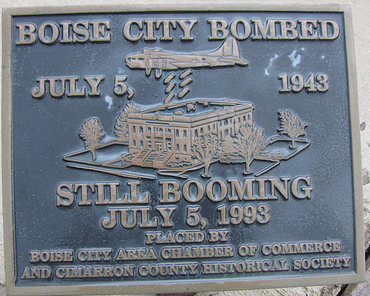 BOISE CITY BOMBED
JULY 5, 1943
STILL BOOMING
JULY 5, 1993
PLACED BY
BOISE CITY AREA CHAMBER OF COMMERCE
AND CIMARRON COUNTY HISTORICAL SOCIETY